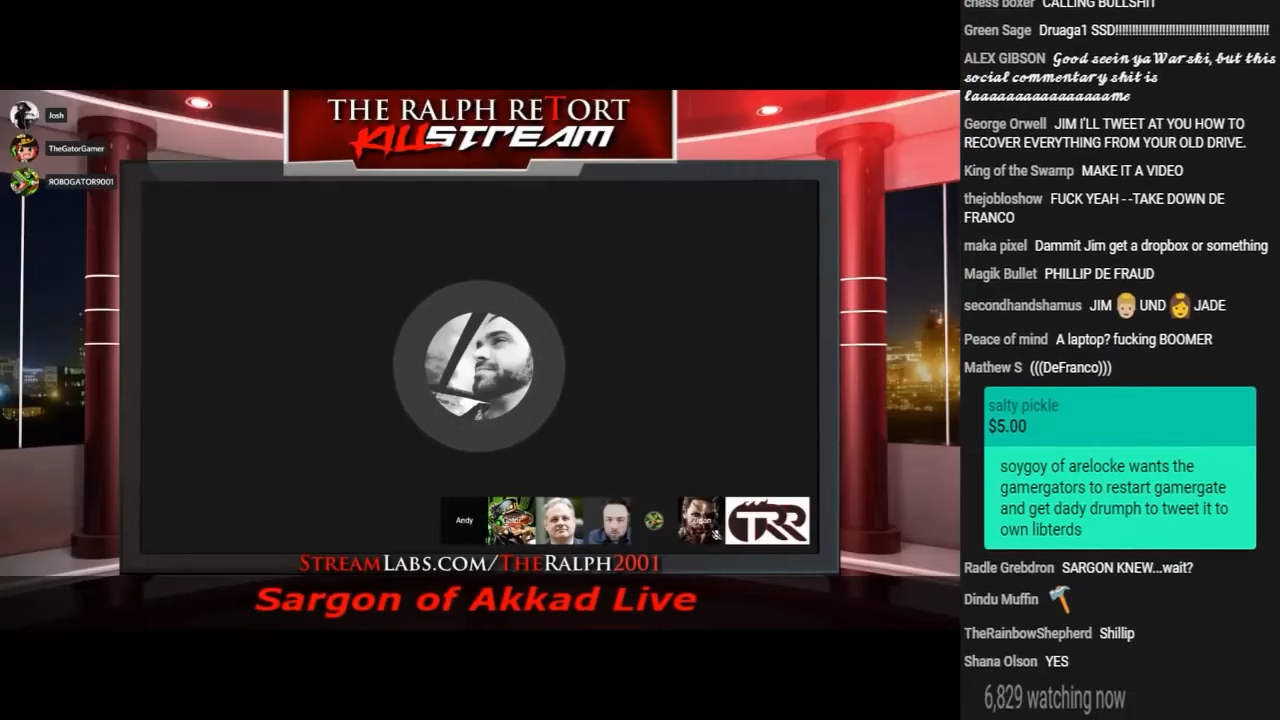 chess boxer CALLING BULLSHIT
Green Sage Druaga1 SSD!!!!!!!!!!!!!!!!!!!!!!!!!!!!!!!!!!!!!!!!!!!!!!
ALEX GIBSON Good seein ya Warski, but this
social commentary shit is
laaaaaaaaaaaaaaaame
George Orwell JIM I'LL TWEET AT YOU HOW TO
RECOVER EVERYTHING FROM YOUR OLD DRIVE.
King of the Swamp MAKE IT A VIDEO
thejobloshow FUCK YEAH --TAKE DOWN DE
FRANCO
maka pixel Dammit Jim get a dropbox or something
Magik Bullet PHILLIP DE FRAUD
secondhandshamus JIM 👨🏼 UND 👸 JADE
Peace of mind A laptop? fucking BOOMER
Mathew S (((DeFranco)))
salty pickle
$5.00
soygoy of arelocke wants the
gamergators to restart gamergate
and get dady drumph to tweet it to
own libterds
Radle Grebdron SARGON KNEW...wait?
Dindu Muffin 🔨
TheRainbowShepherd Shillip
Shana Olson YES
6,829 watching now
Josh
TheGatorGamer
ROBOGATOR9001
THE RALPH RETORT
KILLSTREAM
Andy
Gator
Zidan
TRR
STREAMLABS.COM/THERALPH2001
Sargon of Akkad Live